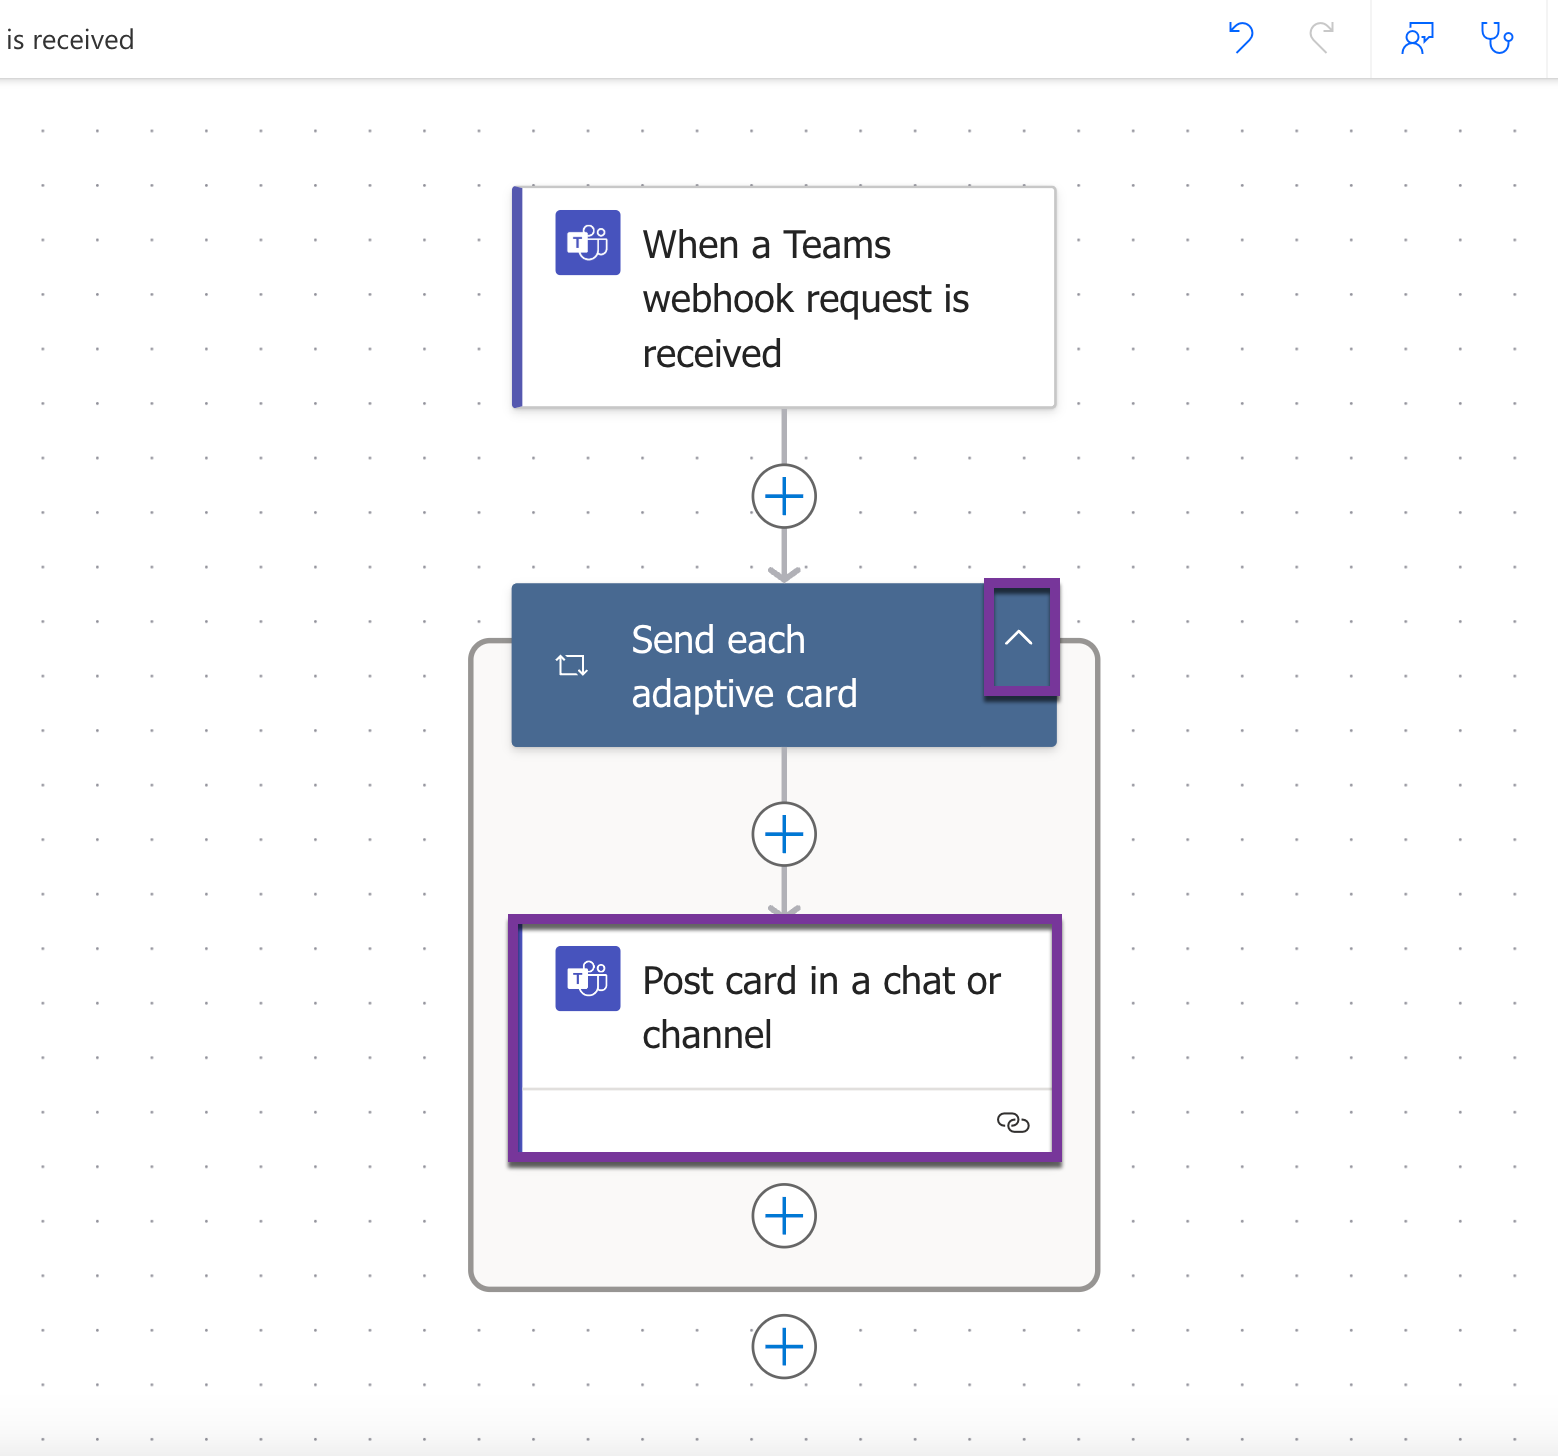 is received
When a Teams
webhook request is
received
Send each
adaptive card
Post card in a chat or
channel